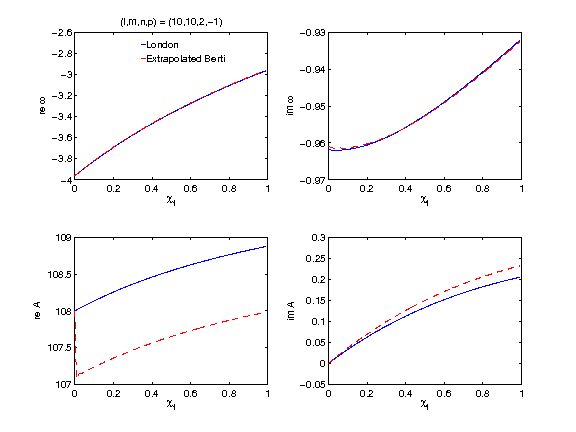 (l,m,n,p) = (10,10,2,−1)
−2.6
−2.8
−3
−3.2
−3.4
−3.6
−3.8
−4
re ω
London
Extrapolated Berti
0 0.2 0.4 0.6 0.8 1
χf
−0.93
−0.94
−0.95
−0.96
−0.97
im ω
0 0.2 0.4 0.6 0.8 1
χf
109
108.5
108
107.5
107
re A
0 0.2 0.4 0.6 0.8 1
χf
0.3
0.25
0.2
0.15
0.1
0.05
0
−0.05
im A
0 0.2 0.4 0.6 0.8 1
χf